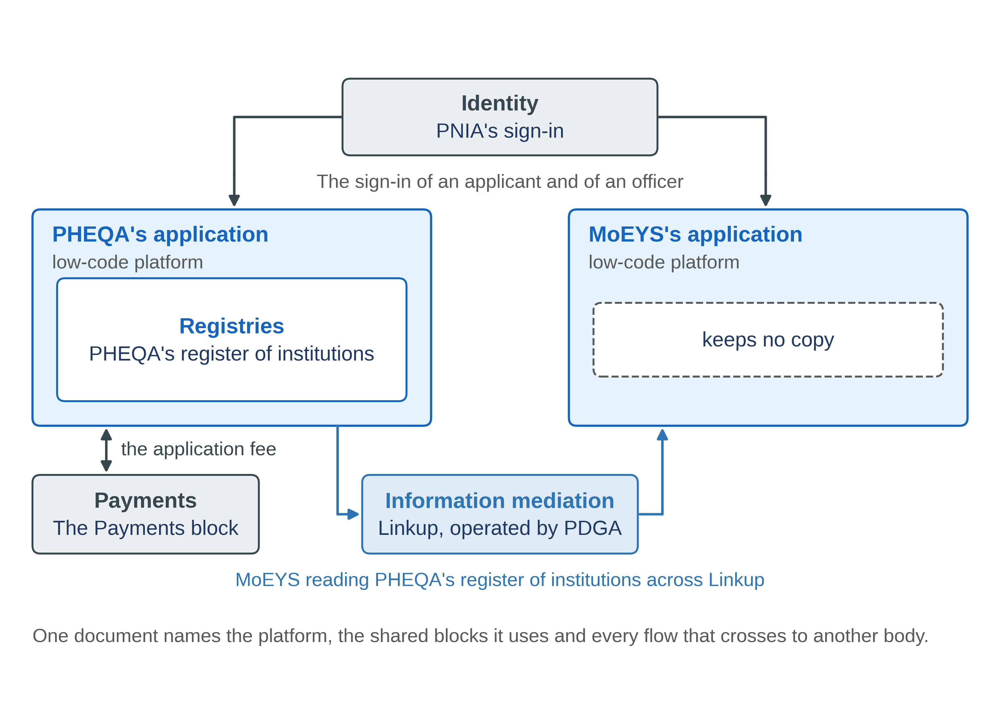 Identity
PNIA's sign-in
The sign-in of an applicant and of an officer
PHEQA's application
low-code platform
Registries
PHEQA's register of institutions
MoEYS's application
low-code platform
keeps no copy
the application fee
Payments
The Payments block
Information mediation
Linkup, operated by PDGA
MoEYS reading PHEQA's register of institutions across Linkup
One document names the platform, the shared blocks it uses and every flow that crosses to another body.